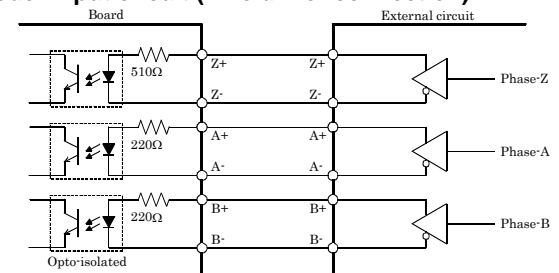 Board
External circuit
510Ω
Z+
Z+
Z-
Z-
Phase-Z
220Ω
A+
A+
A-
A-
Phase-A
220Ω
B+
B+
B-
B-
Phase-B
Opto-isolated